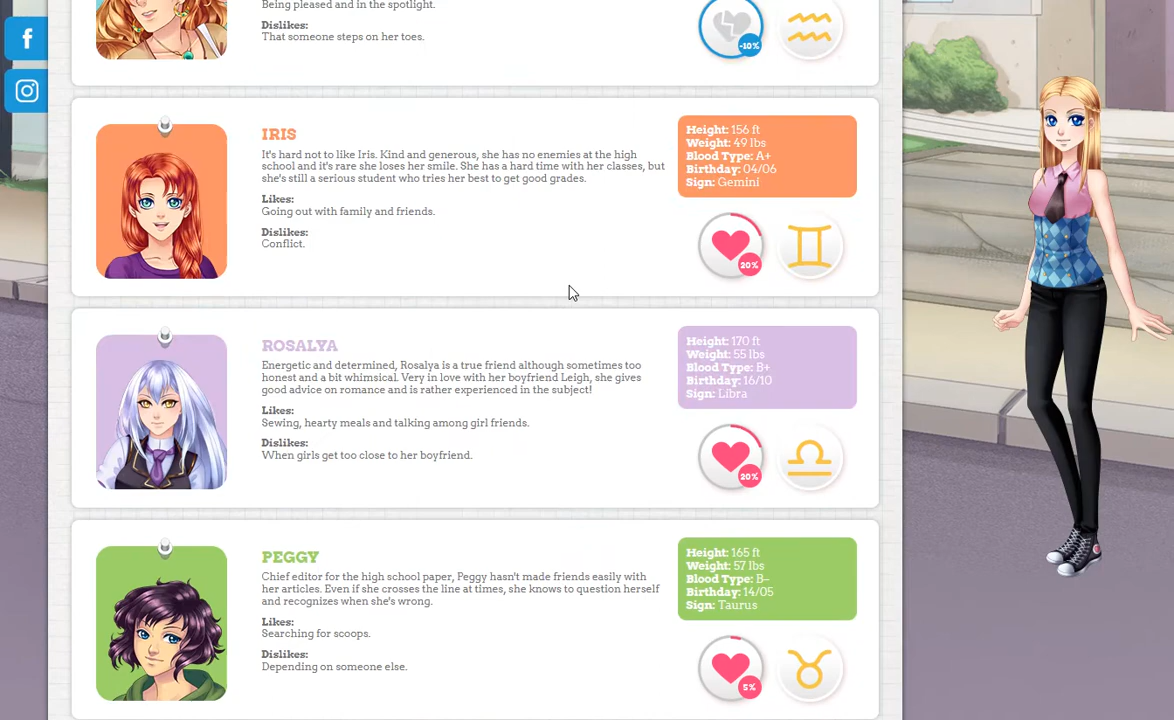 Being pleased and in the spotlight.
Dislikes:
That someone steps on her toes.
-10%
IRIS
It's hard not to like Iris. Kind and generous, she has no enemies at the high
school and it's rare she loses her smile. She has a hard time with her classes, but
she's still a serious student who tries her best to get good grades.
Likes:
Going out with family and friends.
Dislikes:
Conflict.
Height: 156 ft
Weight: 49 lbs
Blood Type: A+
Birthday: 04/06
Sign: Gemini
20%
ROSALYA
Energetic and determined, Rosalya is a true friend although sometimes too
honest and a bit whimsical. Very in love with her boyfriend Leigh, she gives
good advice on romance and is rather experienced in the subject!
Likes:
Sewing, hearty meals and talking among girl friends.
Dislikes:
When girls get too close to her boyfriend.
Height: 170 ft
Weight: 55 lbs
Blood Type: B+
Birthday: 16/10
Sign: Libra
20%
PEGGY
Chief editor for the high school paper, Peggy hasn't made friends easily with
her articles. Even if she crosses the line at times, she knows to question herself
and recognizes when she's wrong.
Likes:
Searching for scoops.
Dislikes:
Depending on someone else.
Height: 165 ft
Weight: 57 lbs
Blood Type: B–
Birthday: 14/05
Sign: Taurus
5%